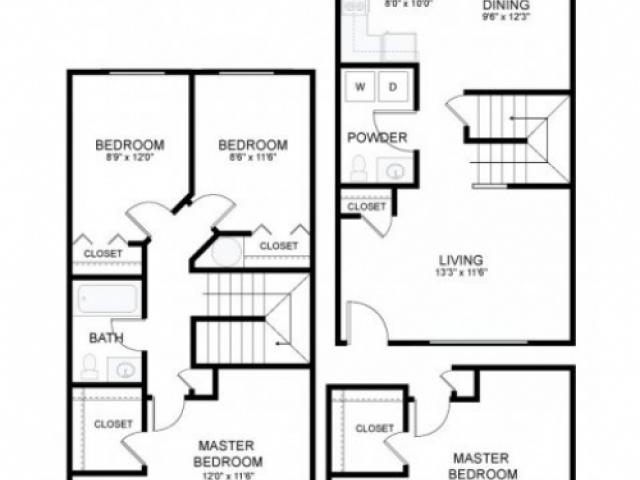 8'0" x 10'0"
DINING
9'6" x 12'3"
W D
POWDER
CLOSET
LIVING
13'3" x 11'6"
BEDROOM
8'9" x 12'0"
BEDROOM
8'6" x 11'6"
CLOSET
CLOSET
BATH
CLOSET
MASTER
BEDROOM
12'0" x 11'6"
CLOSET
MASTER
BEDROOM